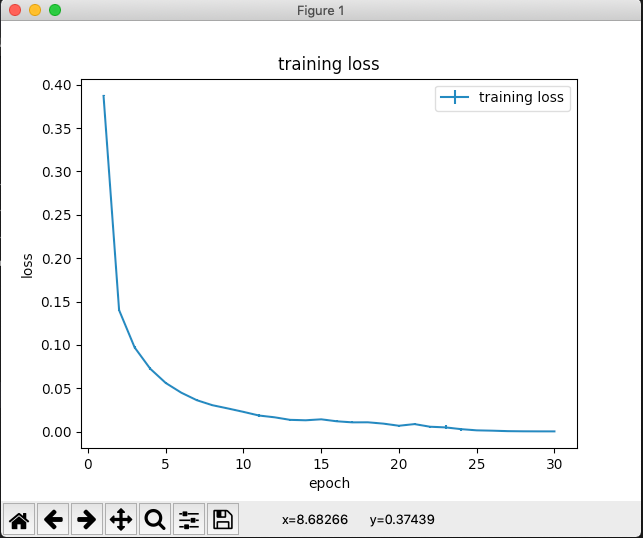 Figure 1
training loss
training loss
0.40
0.35
0.30
0.25
0.20
0.15
0.10
0.05
0.00
loss
0 5 10 15 20 25 30
epoch
x=8.68266 y=0.37439